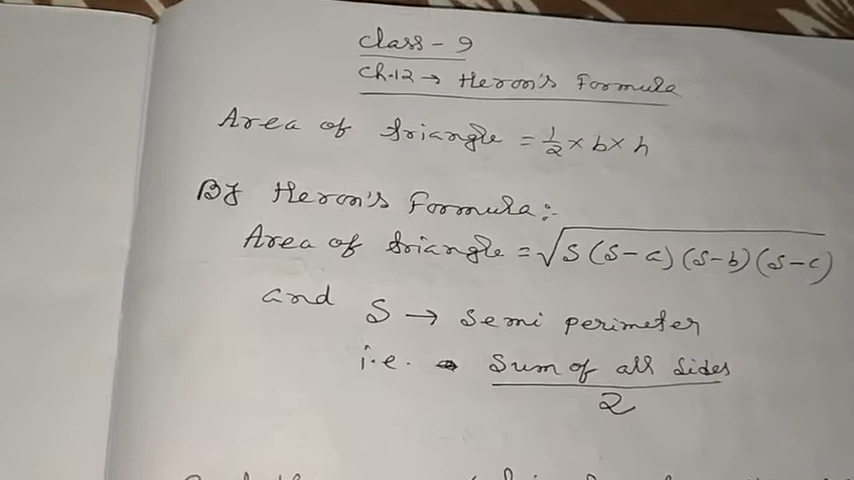 Class - 9
Ch.12 → Heron's Formula
Area of triangle = 1/2 × b × h
By Heron's Formula:-
Area of triangle = √S(S-a)(S-b)(S-c)
and S → Semi perimeter
i.e. → Sum of all Sides
2